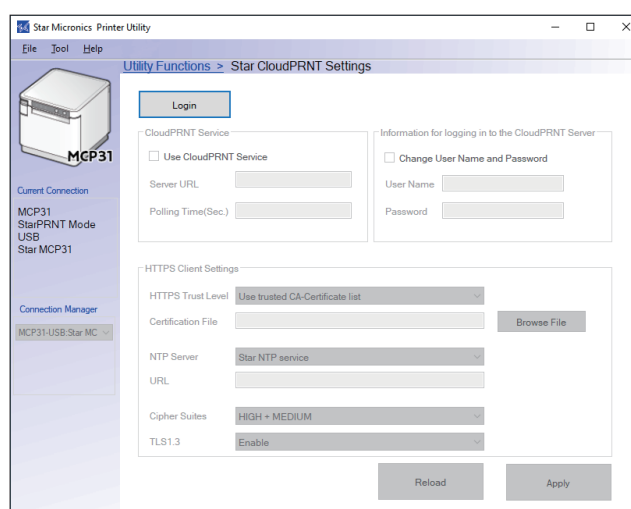 Star Micronics Printer Utility
File Tool Help
Utility Functions > Star CloudPRNT Settings
MCP31
Current Connection
MCP31
StarPRNT Mode
USB
Star MCP31
Connection Manager
MCP31-USB:Star MC
Login
CloudPRNT Service
Use CloudPRNT Service
Server URL
Polling Time(Sec.)
Information for logging in to the CloudPRNT Server
Change User Name and Password
User Name
Password
HTTPS Client Settings
HTTPS Trust Level Use trusted CA-Certificate list
Certification File Browse File
NTP Server Star NTP service
URL
Cipher Suites HIGH + MEDIUM
TLS1.3 Enable
Reload Apply